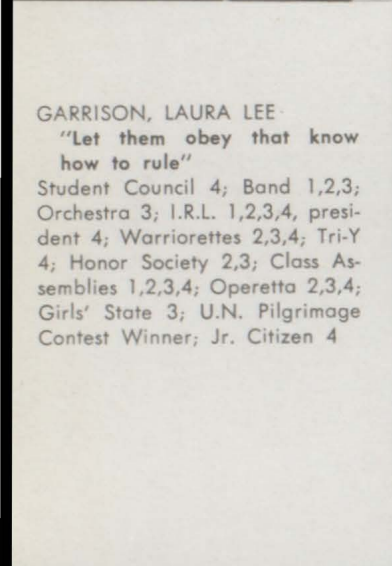 GARRISON, LAURA LEE
"Let them obey that know
how to rule"
Student Council 4; Band 1,2,3;
Orchestra 3; I.R.L. 1,2,3,4, presi-
dent 4; Warriorettes 2,3,4; Tri-Y
4; Honor Society 2,3; Class As-
semblies 1,2,3,4; Operetta 2,3,4;
Girls' State 3; U.N. Pilgrimage
Contest Winner; Jr. Citizen 4